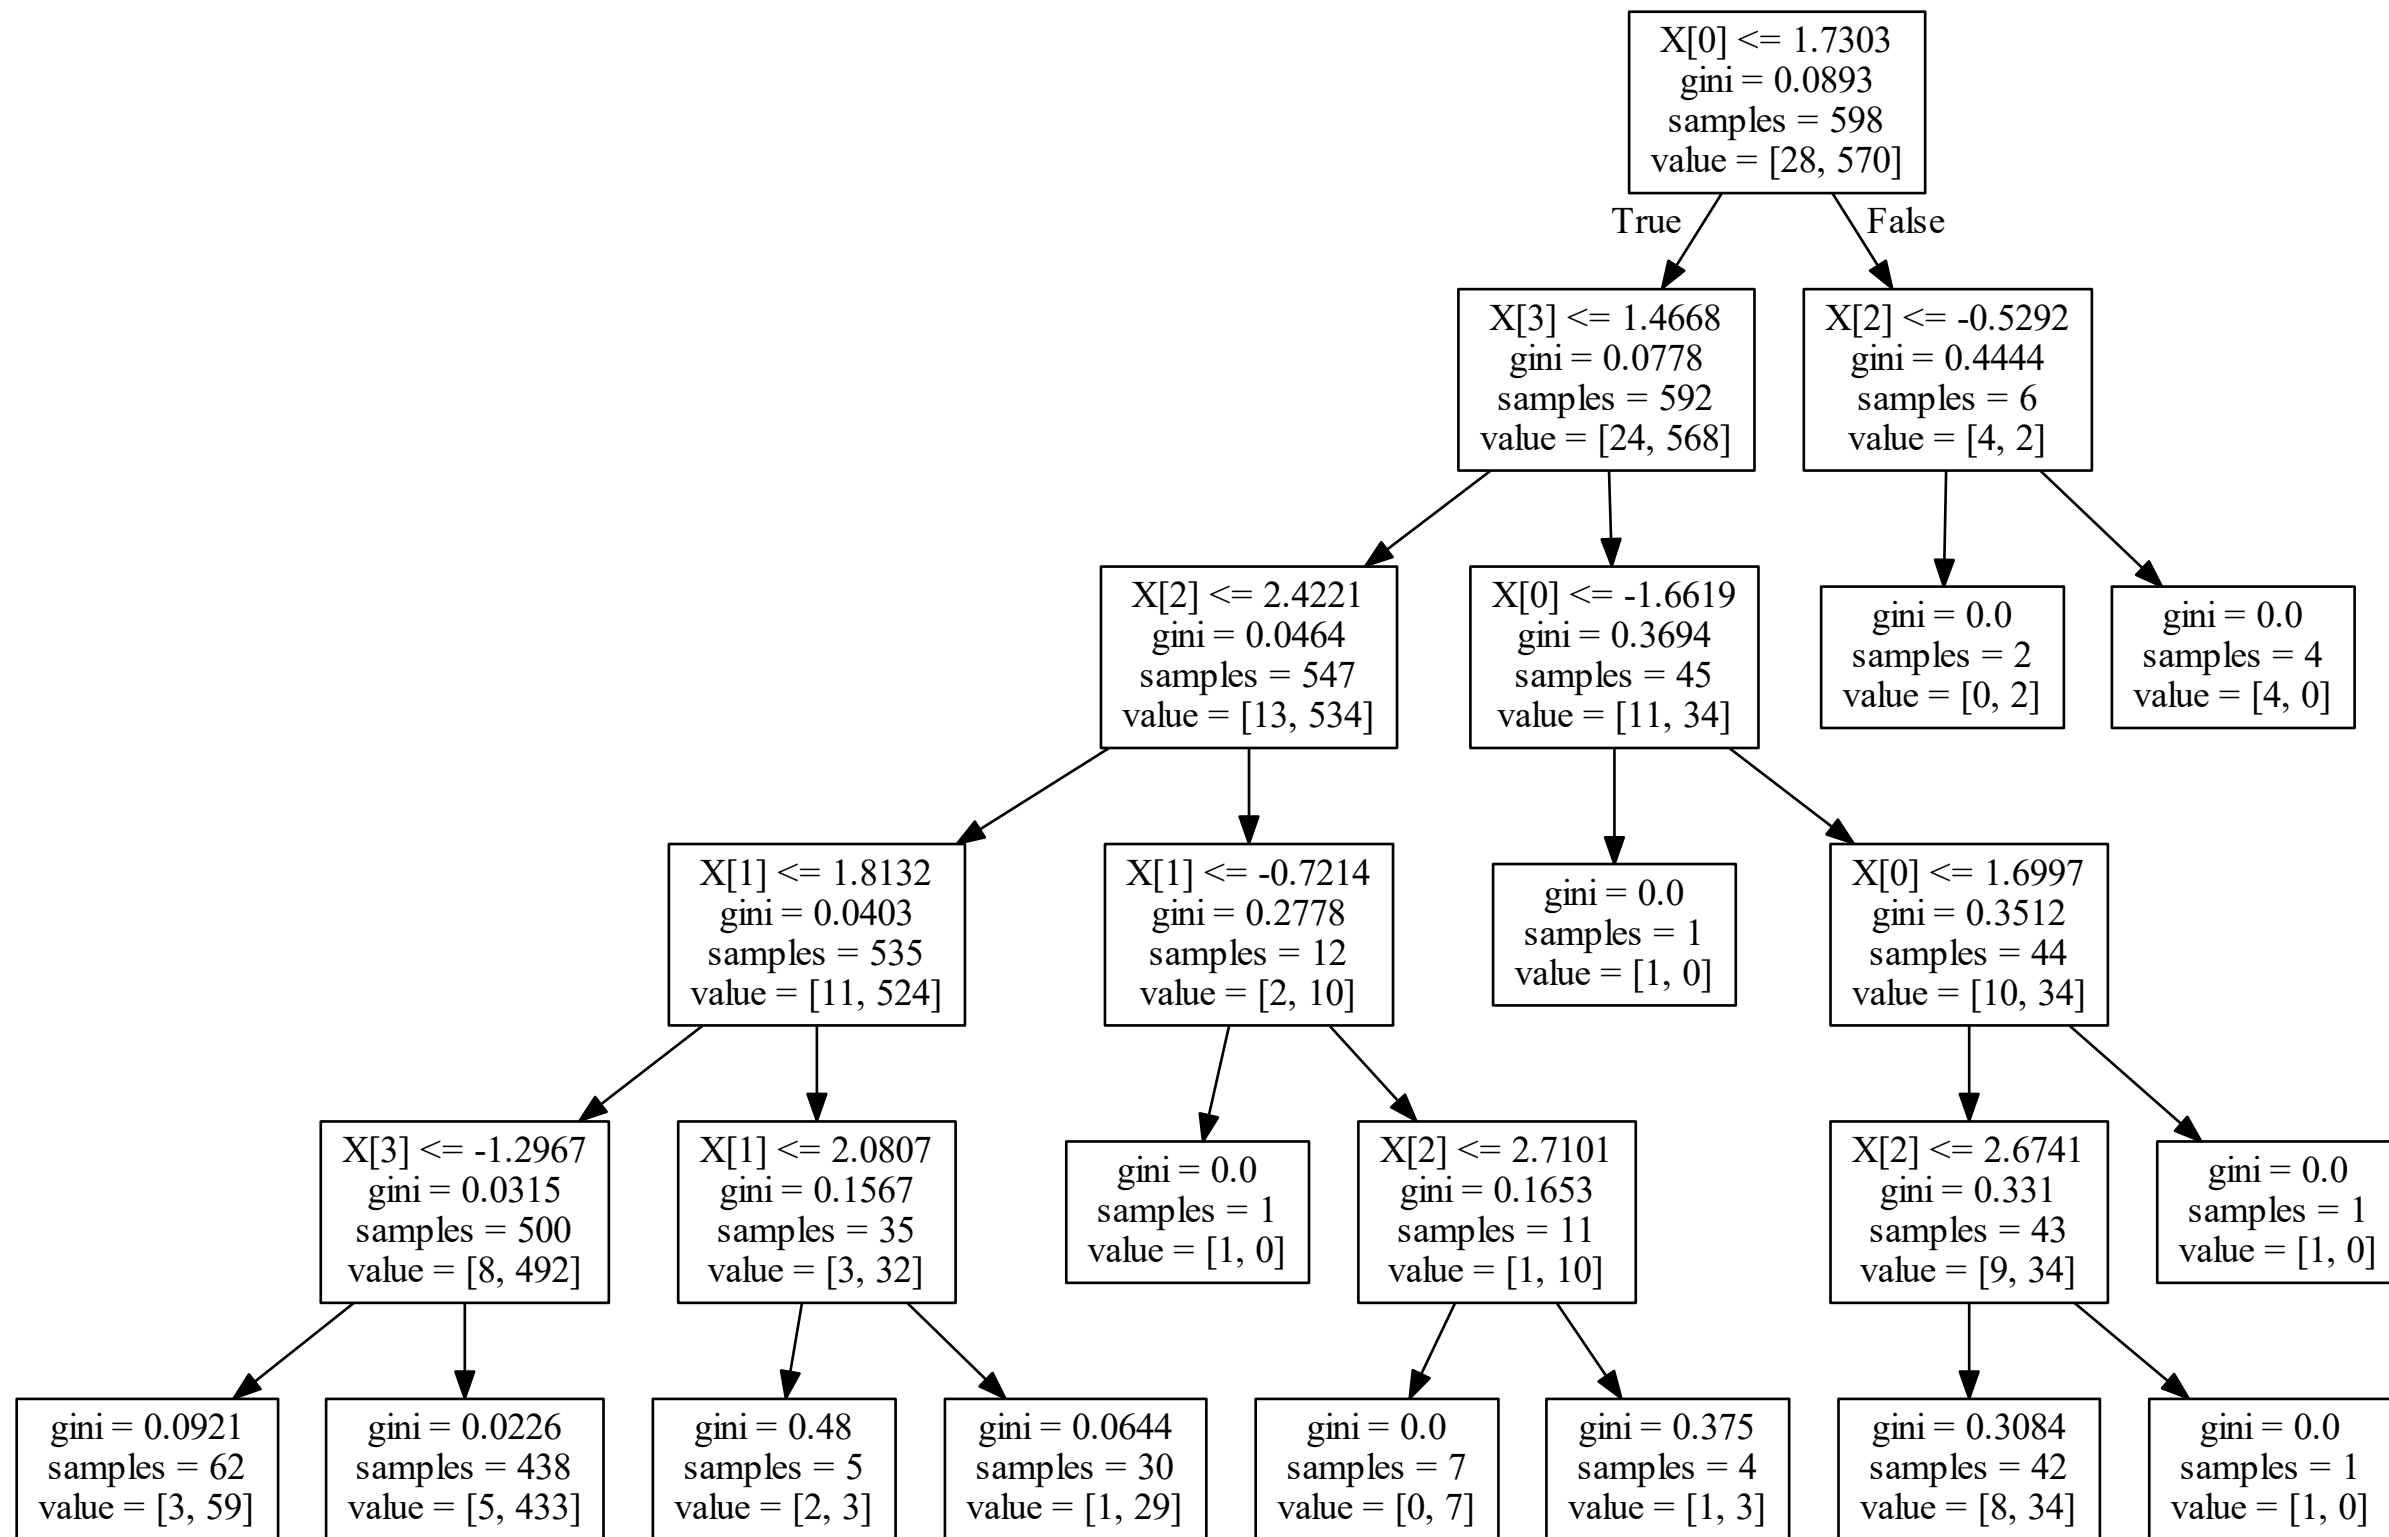 X[0] <= 1.7303
gini = 0.0893
samples = 598
value = [28, 570]
True
False
X[3] <= 1.4668
gini = 0.0778
samples = 592
value = [24, 568]
X[2] <= -0.5292
gini = 0.4444
samples = 6
value = [4, 2]
X[2] <= 2.4221
gini = 0.0464
samples = 547
value = [13, 534]
X[0] <= -1.6619
gini = 0.3694
samples = 45
value = [11, 34]
gini = 0.0
samples = 2
value = [0, 2]
gini = 0.0
samples = 4
value = [4, 0]
X[1] <= 1.8132
gini = 0.0403
samples = 535
value = [11, 524]
X[1] <= -0.7214
gini = 0.2778
samples = 12
value = [2, 10]
gini = 0.0
samples = 1
value = [1, 0]
X[0] <= 1.6997
gini = 0.3512
samples = 44
value = [10, 34]
X[3] <= -1.2967
gini = 0.0315
samples = 500
value = [8, 492]
X[1] <= 2.0807
gini = 0.1567
samples = 35
value = [3, 32]
gini = 0.0
samples = 1
value = [1, 0]
X[2] <= 2.7101
gini = 0.1653
samples = 11
value = [1, 10]
X[2] <= 2.6741
gini = 0.331
samples = 43
value = [9, 34]
gini = 0.0
samples = 1
value = [1, 0]
gini = 0.0921
samples = 62
value = [3, 59]
gini = 0.0226
samples = 438
value = [5, 433]
gini = 0.48
samples = 5
value = [2, 3]
gini = 0.0644
samples = 30
value = [1, 29]
gini = 0.0
samples = 7
value = [0, 7]
gini = 0.375
samples = 4
value = [1, 3]
gini = 0.3084
samples = 42
value = [8, 34]
gini = 0.0
samples = 1
value = [1, 0]